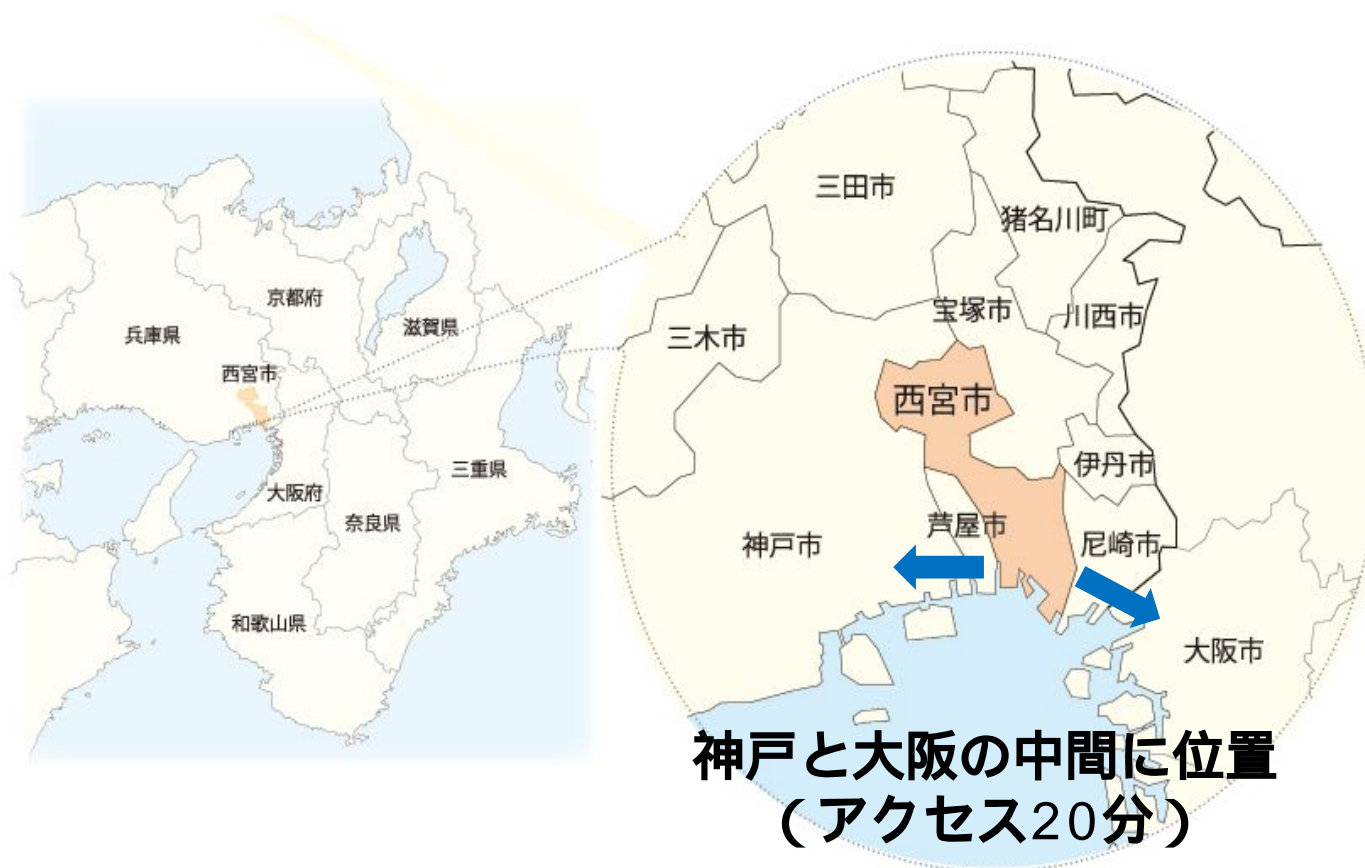 京都府
兵庫県
滋賀県
西宮市
三重県
大阪府
奈良県
和歌山県
三田市
猪名川町
宝塚市
川西市
三木市
西宮市
伊丹市
芦屋市
神戸市
尼崎市
大阪市
神戸と大阪の中間に位置
（アクセス20分）